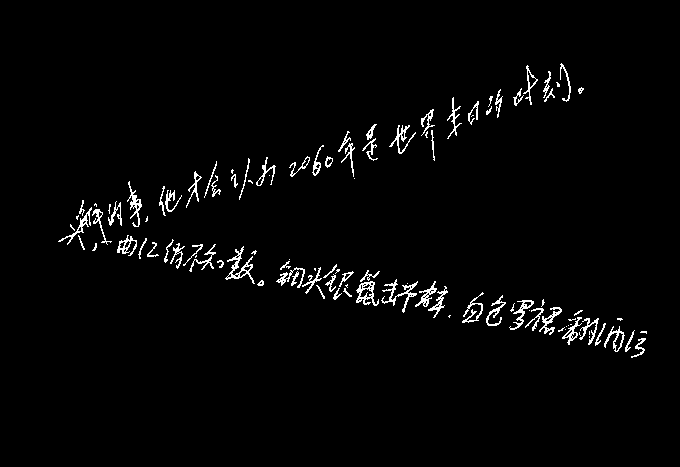 的事,他才会认为2060年是世界末日的时刻。
头,一曲红绡不知数。钿头银篦击节碎,血色罗裙翻酒污